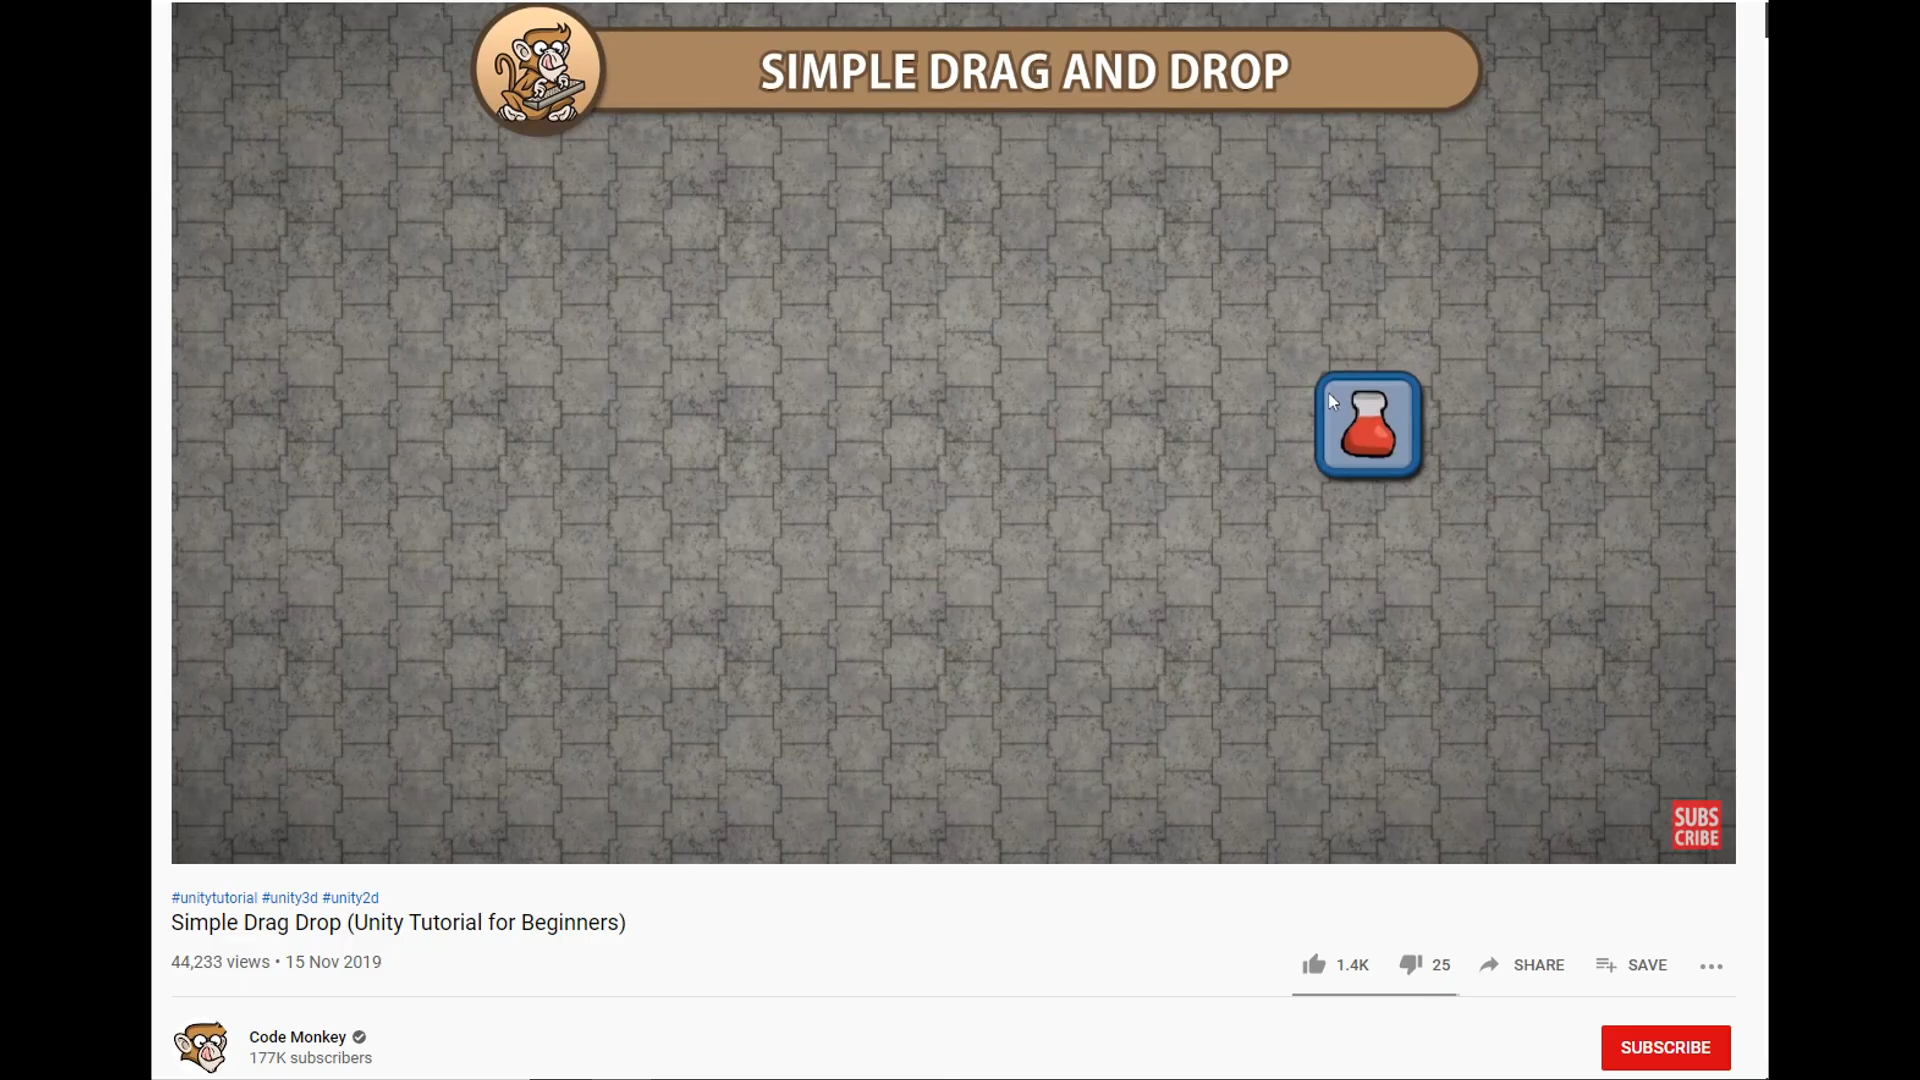 SIMPLE DRAG AND DROP
SUBS
CRIBE
#unitytutorial #unity3d #unity2d
Simple Drag Drop (Unity Tutorial for Beginners)
44,233 views • 15 Nov 2019
1.4K 25 SHARE SAVE
Code Monkey
177K subscribers
SUBSCRIBE